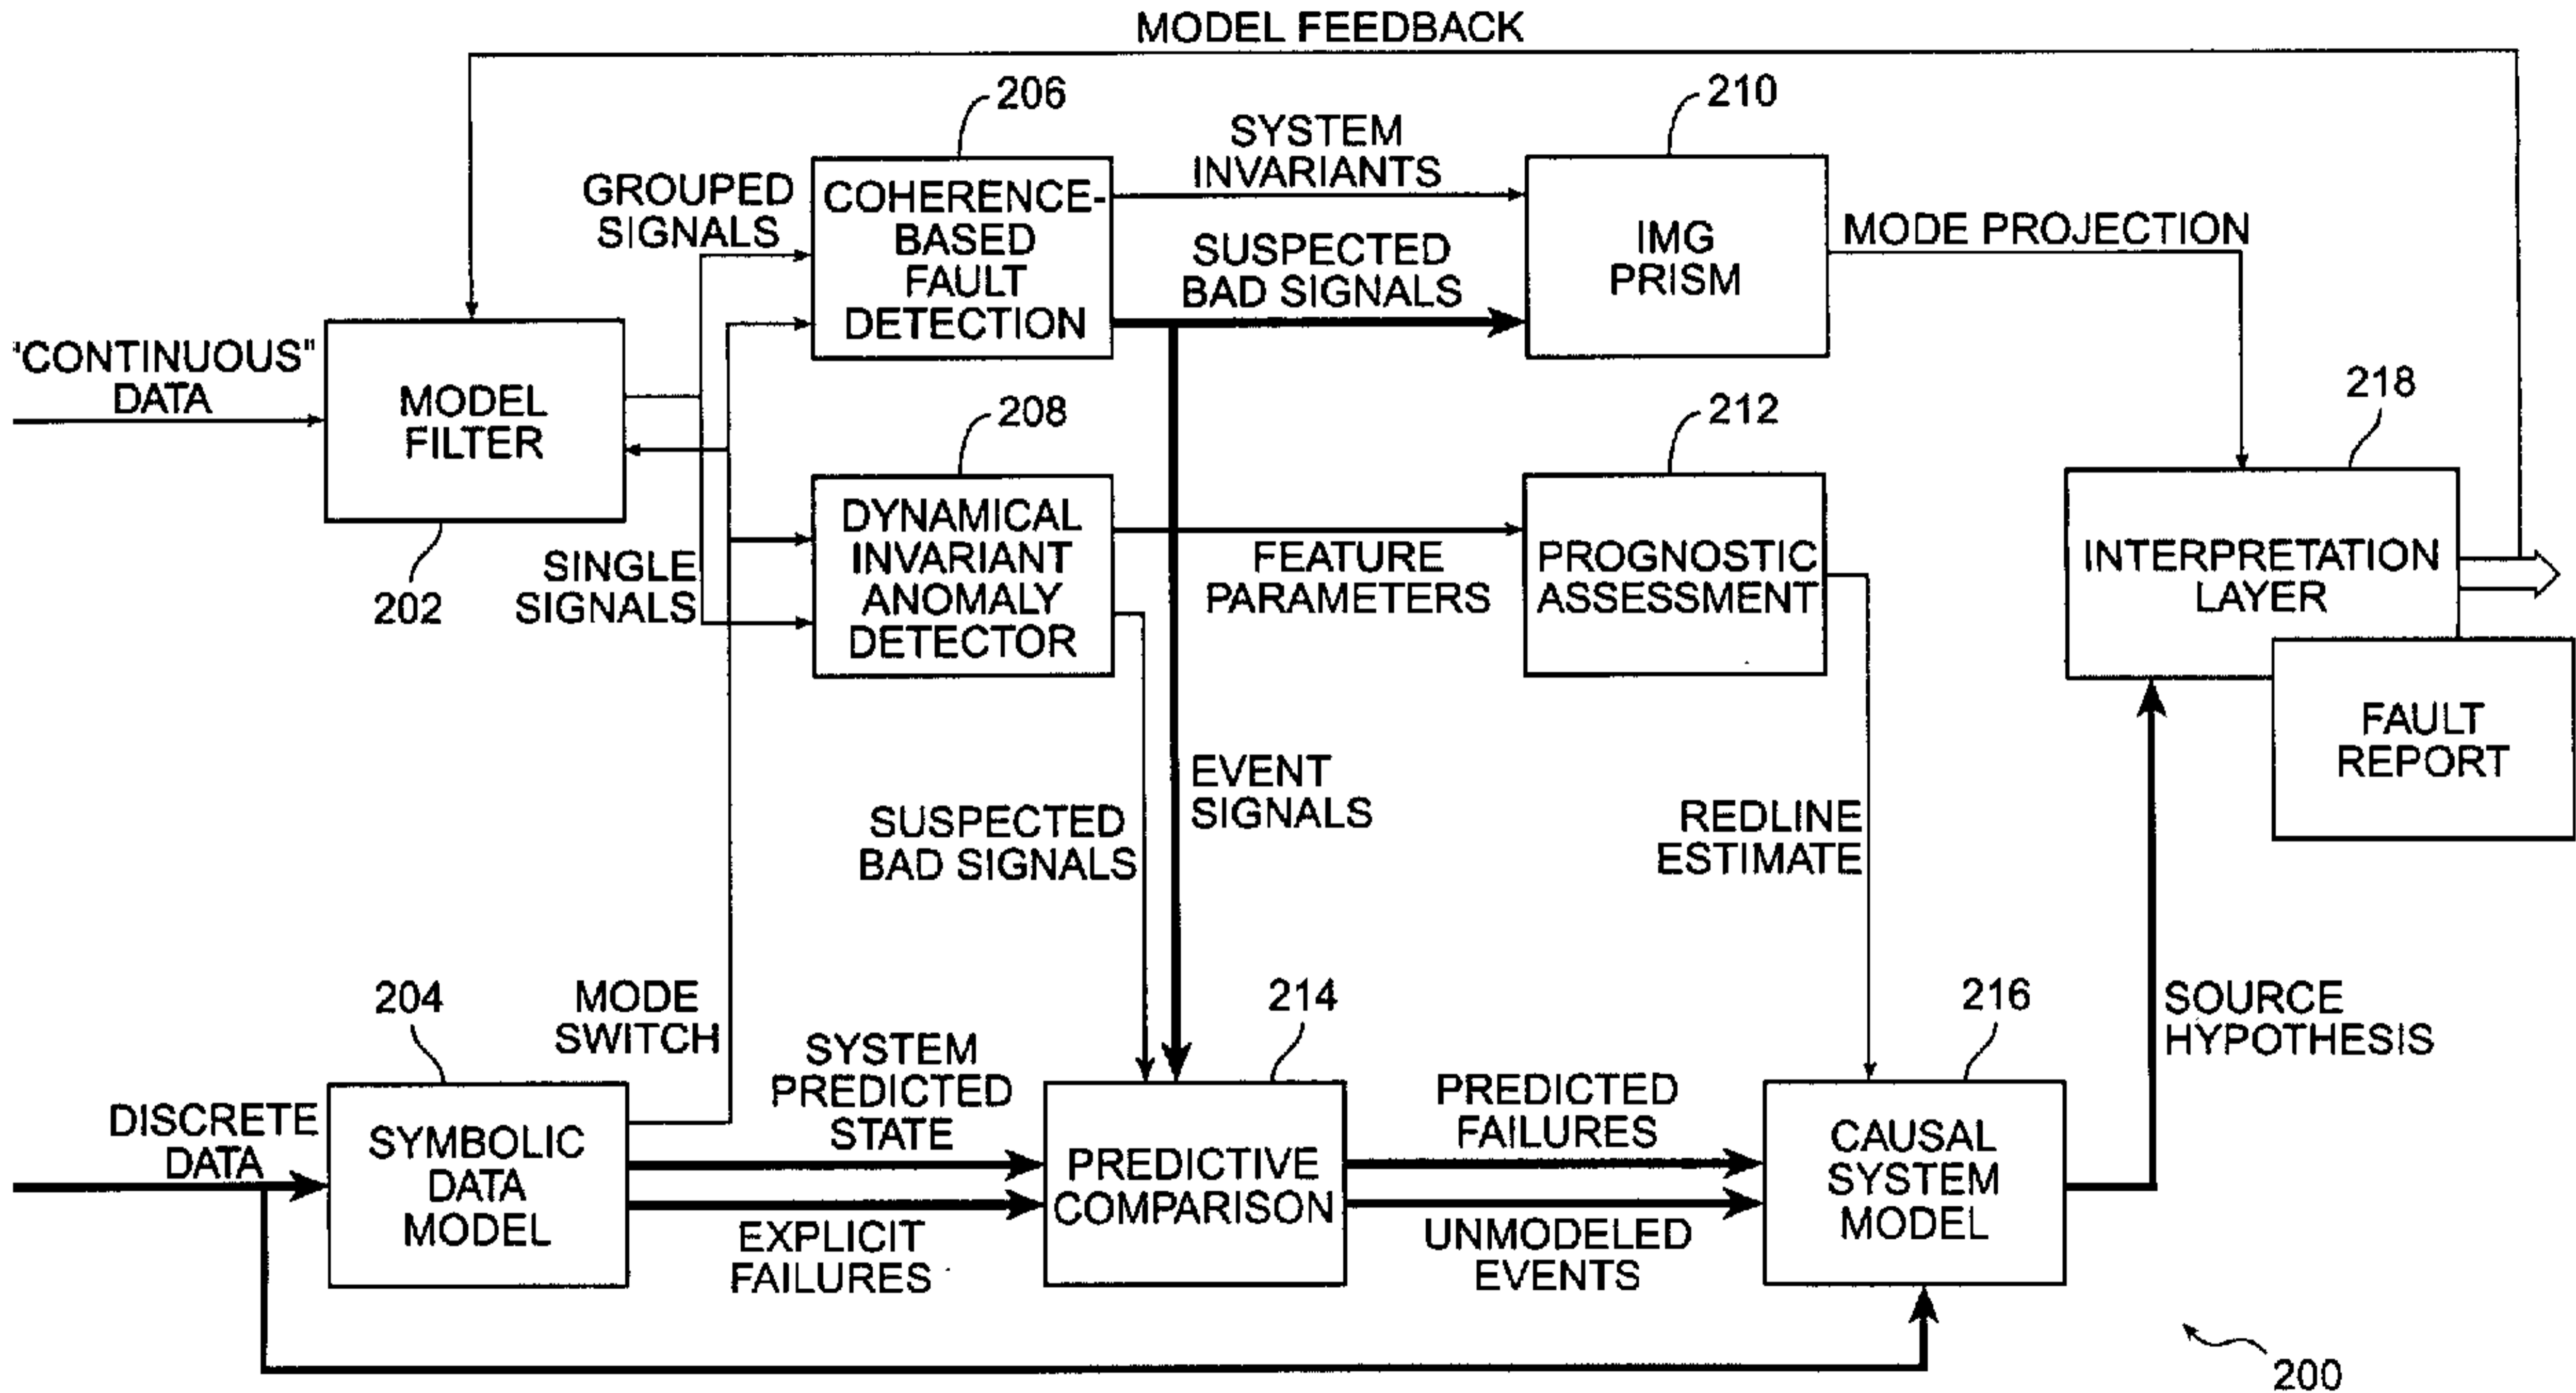 MODEL FEEDBACK
206
210
SYSTEM
INVARIANTS
GROUPED
SIGNALS
COHERENCE-
BASED
FAULT
DETECTION
SUSPECTED
BAD SIGNALS
IMG
PRISM
MODE PROJECTION
"CONTINUOUS"
DATA
MODEL
FILTER
202
208
212
218
SINGLE
SIGNALS
DYNAMICAL
INVARIANT
ANOMALY
DETECTOR
FEATURE
PARAMETERS
PROGNOSTIC
ASSESSMENT
INTERPRETATION
LAYER
FAULT
REPORT
EVENT
SIGNALS
SUSPECTED
BAD SIGNALS
REDLINE
ESTIMATE
204
MODE
SWITCH
214
216
SOURCE
HYPOTHESIS
DISCRETE
DATA
SYMBOLIC
DATA
MODEL
SYSTEM
PREDICTED
STATE
EXPLICIT
FAILURES
PREDICTIVE
COMPARISON
PREDICTED
FAILURES
UNMODELED
EVENTS
CAUSAL
SYSTEM
MODEL
200